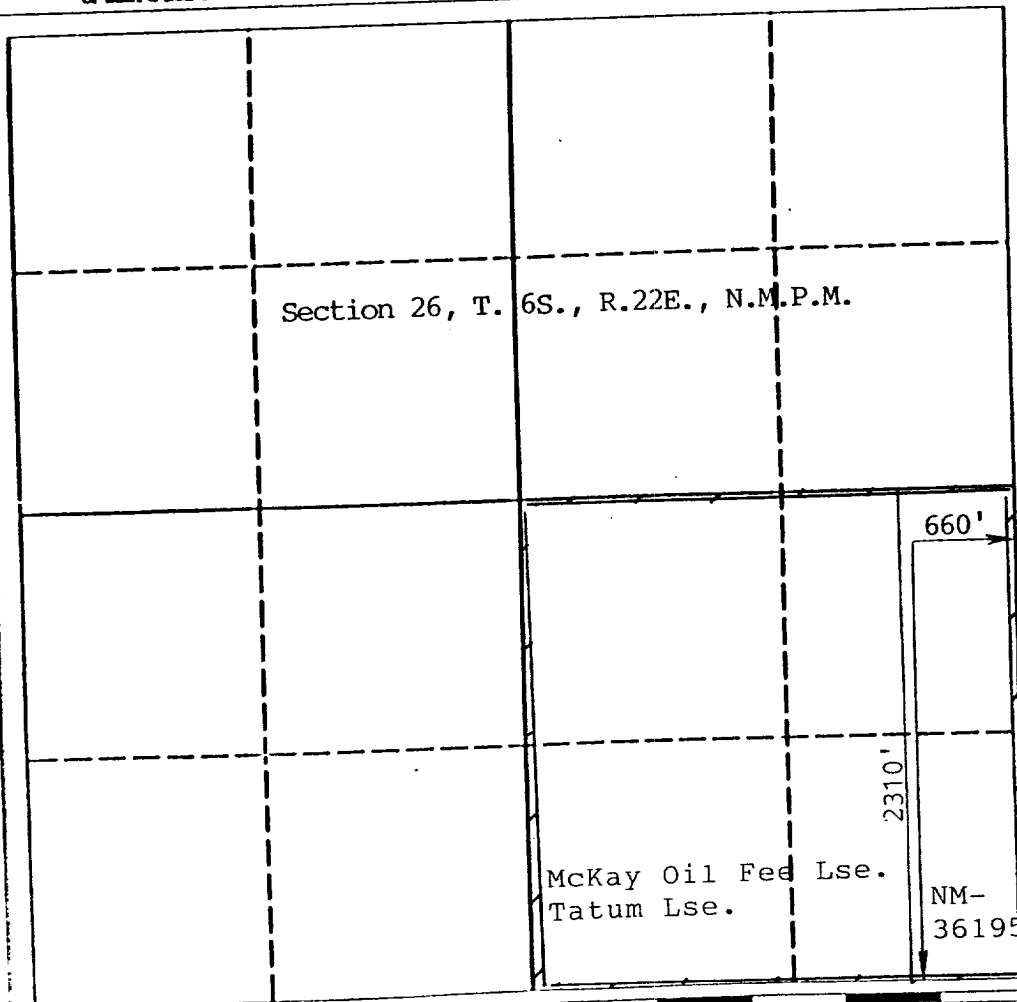 Section 26, T. 6S., R.22E., N.M.P.M.
660'
2310'
McKay Oil Fee Lse.
Tatum Lse.
NM-
36195